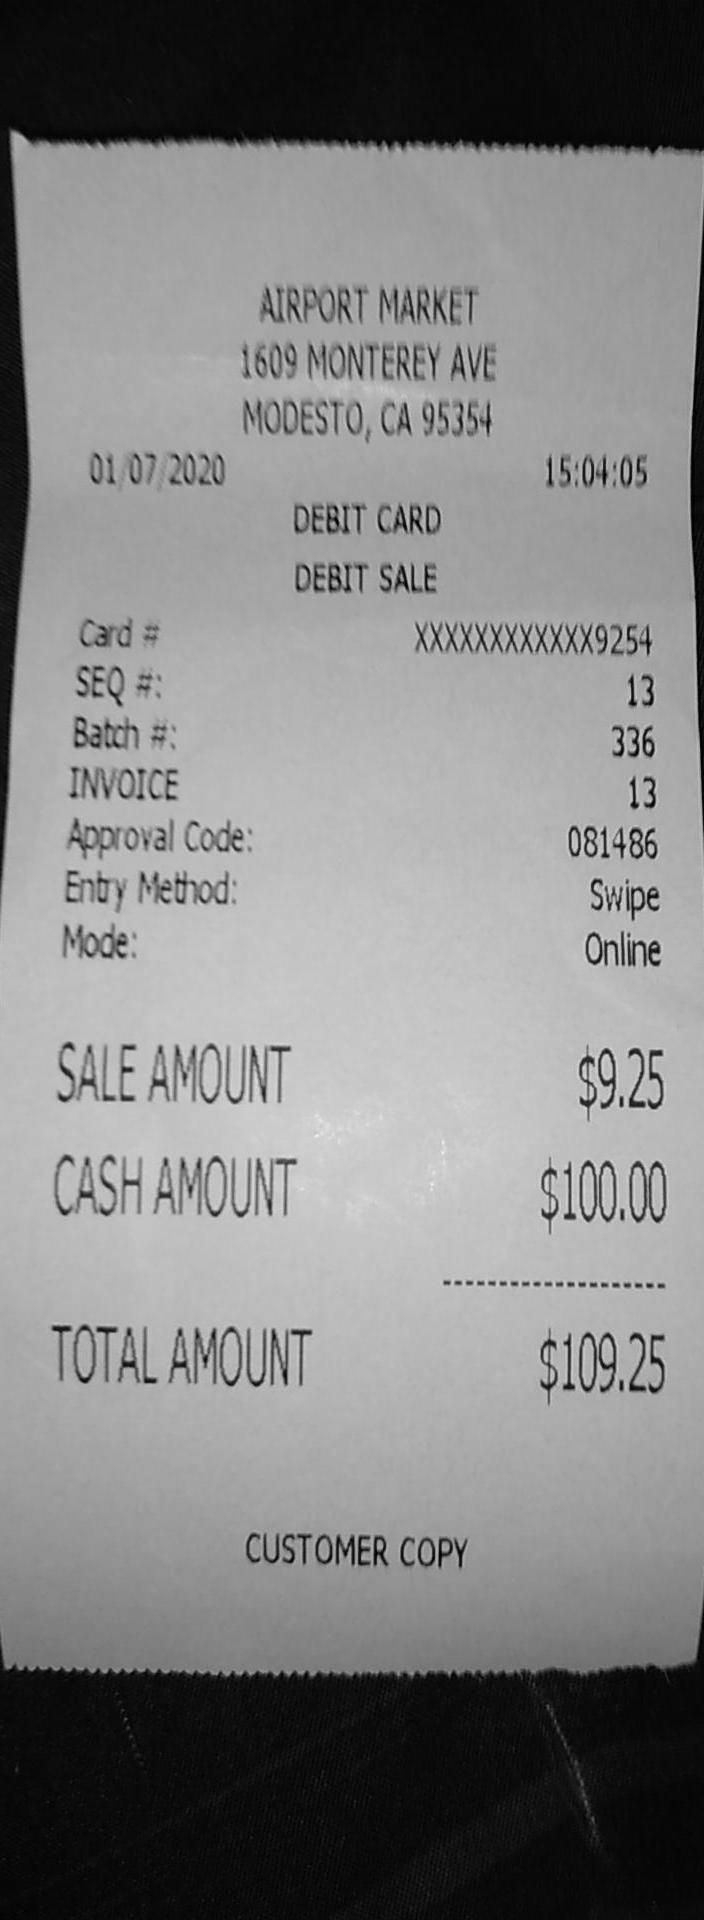 AIRPORT MARKET
1609 MONTEREY AVE
MODESTO, CA 95354
01/07/2020 15:04:05
DEBIT CARD
DEBIT SALE
Card # XXXXXXXXXXXX9254
SEQ #: 13
Batch #: 336
INVOICE 13
Approval Code: 081486
Entry Method: Swipe
Mode: Online
SALE AMOUNT $9.25
CASH AMOUNT $100.00
--------------------
TOTAL AMOUNT $109.25
CUSTOMER COPY